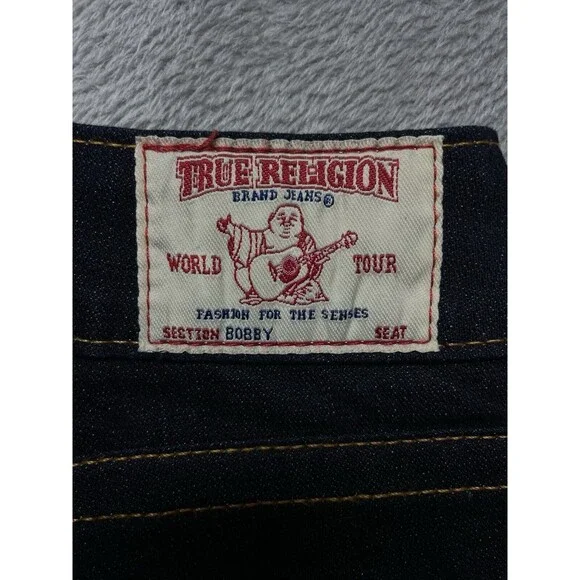 TRUE RELIGION
BRAND JEANS®
WORLD TOUR
FASHION FOR THE SENSES
SECTION BOBBY SEAT